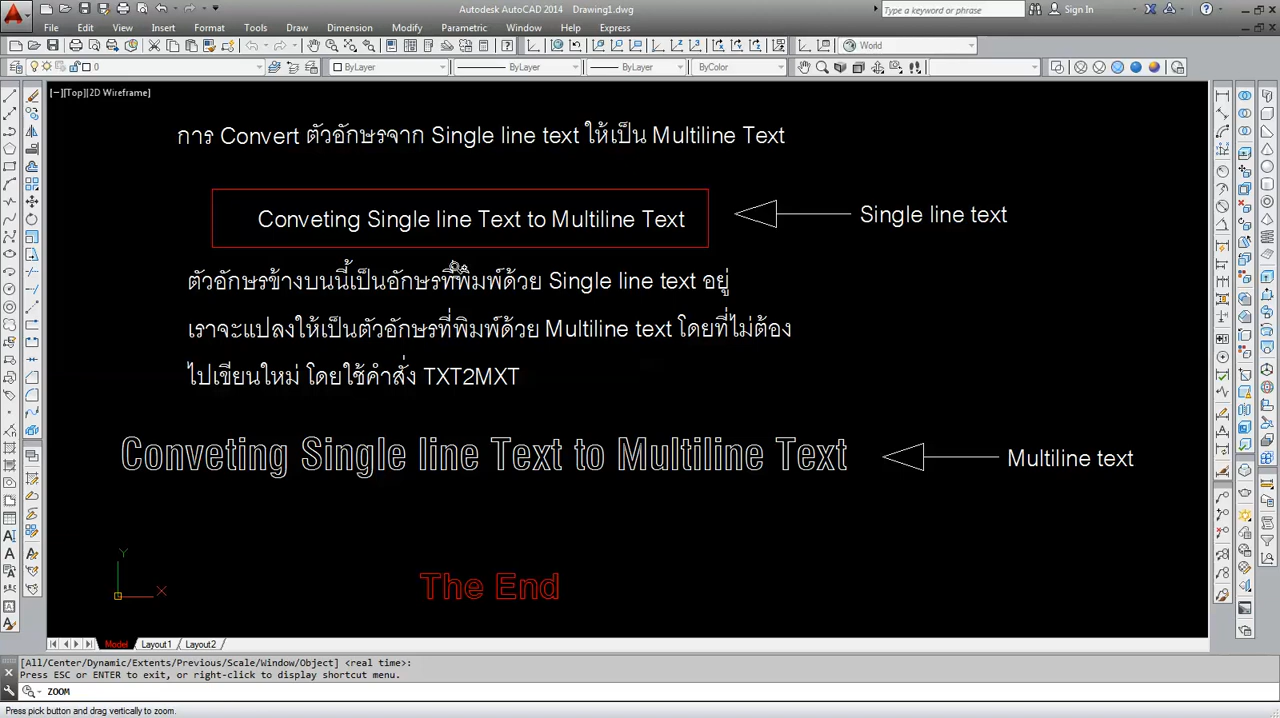 Autodesk AutoCAD 2014 Drawing1.dwg
Type a keyword or phrase
Sign In
File Edit View Insert Format Tools Draw Dimension Modify Parametric Window Help Express
World
0
ByLayer
ByLayer
ByLayer
ByColor
[−][Top][2D Wireframe]
การ Convert ตัวอักษรจาก Single line text ให้เป็น Multiline Text
Conveting Single line Text to Multiline Text
Single line text
ตัวอักษรข้างบนนี้เป็นอักษรที่พิมพ์ด้วย Single line text อยู่
เราจะแปลงให้เป็นตัวอักษรที่พิมพ์ด้วย Multiline text โดยที่ไม่ต้อง
ไปเขียนใหม่ โดยใช้คำสั่ง TXT2MXT
Conveting Single line Text to Multiline Text
Multiline text
Y
X
The End
Model Layout1 Layout2
[All/Center/Dynamic/Extents/Previous/Scale/Window/Object] <real time>:
Press ESC or ENTER to exit, or right-click to display shortcut menu.
ZOOM
Press pick button and drag vertically to zoom.